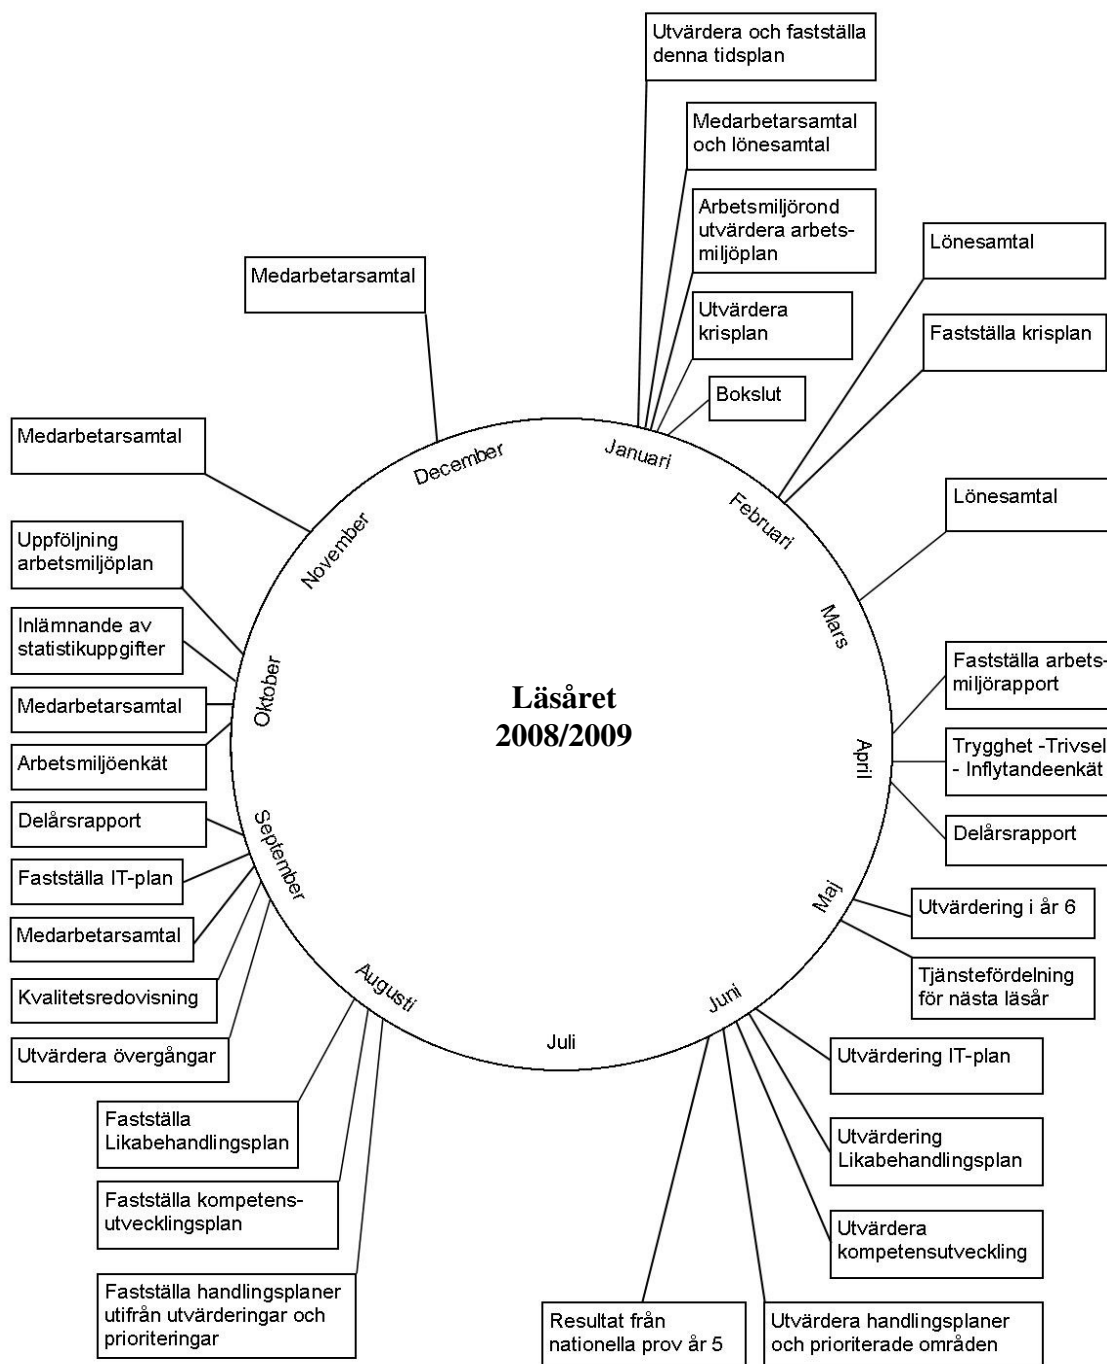 Utvärdera och fastställa
denna tidsplan
Medarbetarsamtal
och lönesamtal
Arbetsmiljörond
utvärdera arbets-
miljöplan
Utvärdera
krisplan
Bokslut
Lönesamtal
Fastställa krisplan
Lönesamtal
Fastställa arbets-
miljörapport
Trygghet -Trivsel
- Inflytandeenkät
Delårsrapport
Utvärdering i år 6
Tjänstefördelning
för nästa läsår
Utvärdering IT-plan
Utvärdering
Likabehandlingsplan
Utvärdera
kompetensutveckling
Utvärdera handlingsplaner
och prioriterade områden
Resultat från
nationella prov år 5
Fastställa handlingsplaner
utifrån utvärderingar och
prioriteringar
Fastställa kompetens-
utvecklingsplan
Fastställa
Likabehandlingsplan
Utvärdera övergångar
Kvalitetsredovisning
Medarbetarsamtal
Fastställa IT-plan
Delårsrapport
Arbetsmiljöenkät
Medarbetarsamtal
Inlämnande av
statistikuppgifter
Uppföljning
arbetsmiljöplan
Medarbetarsamtal
Medarbetarsamtal
Januari
Februari
Mars
April
Maj
Juni
Juli
Augusti
September
Oktober
November
December
Läsåret
2008/2009